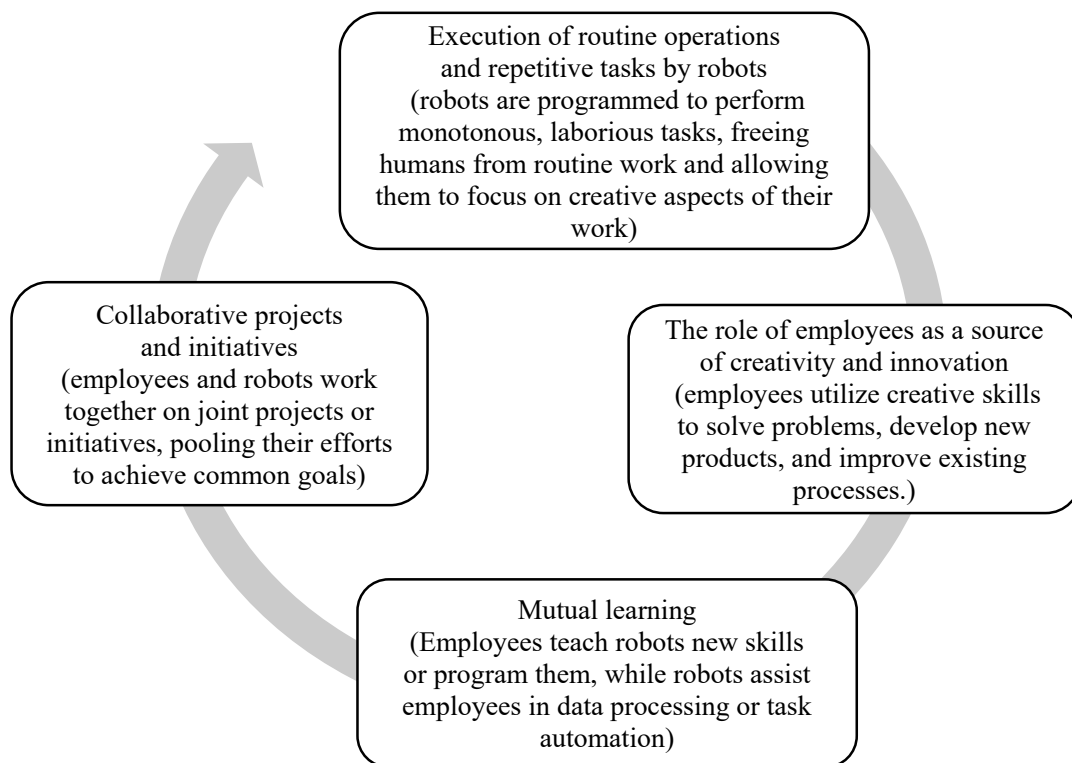 Execution of routine operations
and repetitive tasks by robots
(robots are programmed to perform
monotonous, laborious tasks, freeing
humans from routine work and allowing
them to focus on creative aspects of their
work)
The role of employees as a source
of creativity and innovation
(employees utilize creative skills
to solve problems, develop new
products, and improve existing
processes.)
Mutual learning
(Employees teach robots new skills
or program them, while robots assist
employees in data processing or task
automation)
Collaborative projects
and initiatives
(employees and robots work
together on joint projects or
initiatives, pooling their efforts
to achieve common goals)